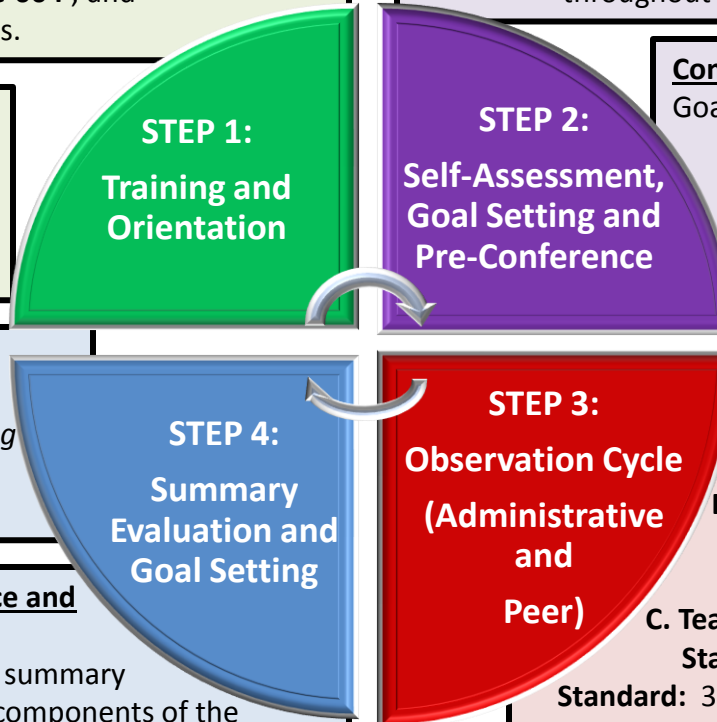 and
s.
throughout
STEP 1:
Training and
Orientation
STEP 2:
Self-Assessment,
Goal Setting and
Pre-Conference
Con
Goa
STEP 4:
Summary
Evaluation and
Goal Setting
g
STEP 3:
Observation Cycle
(Administrative
and
Peer)
ce and
summary
components of the
C. Tea
Sta
Standard: 3